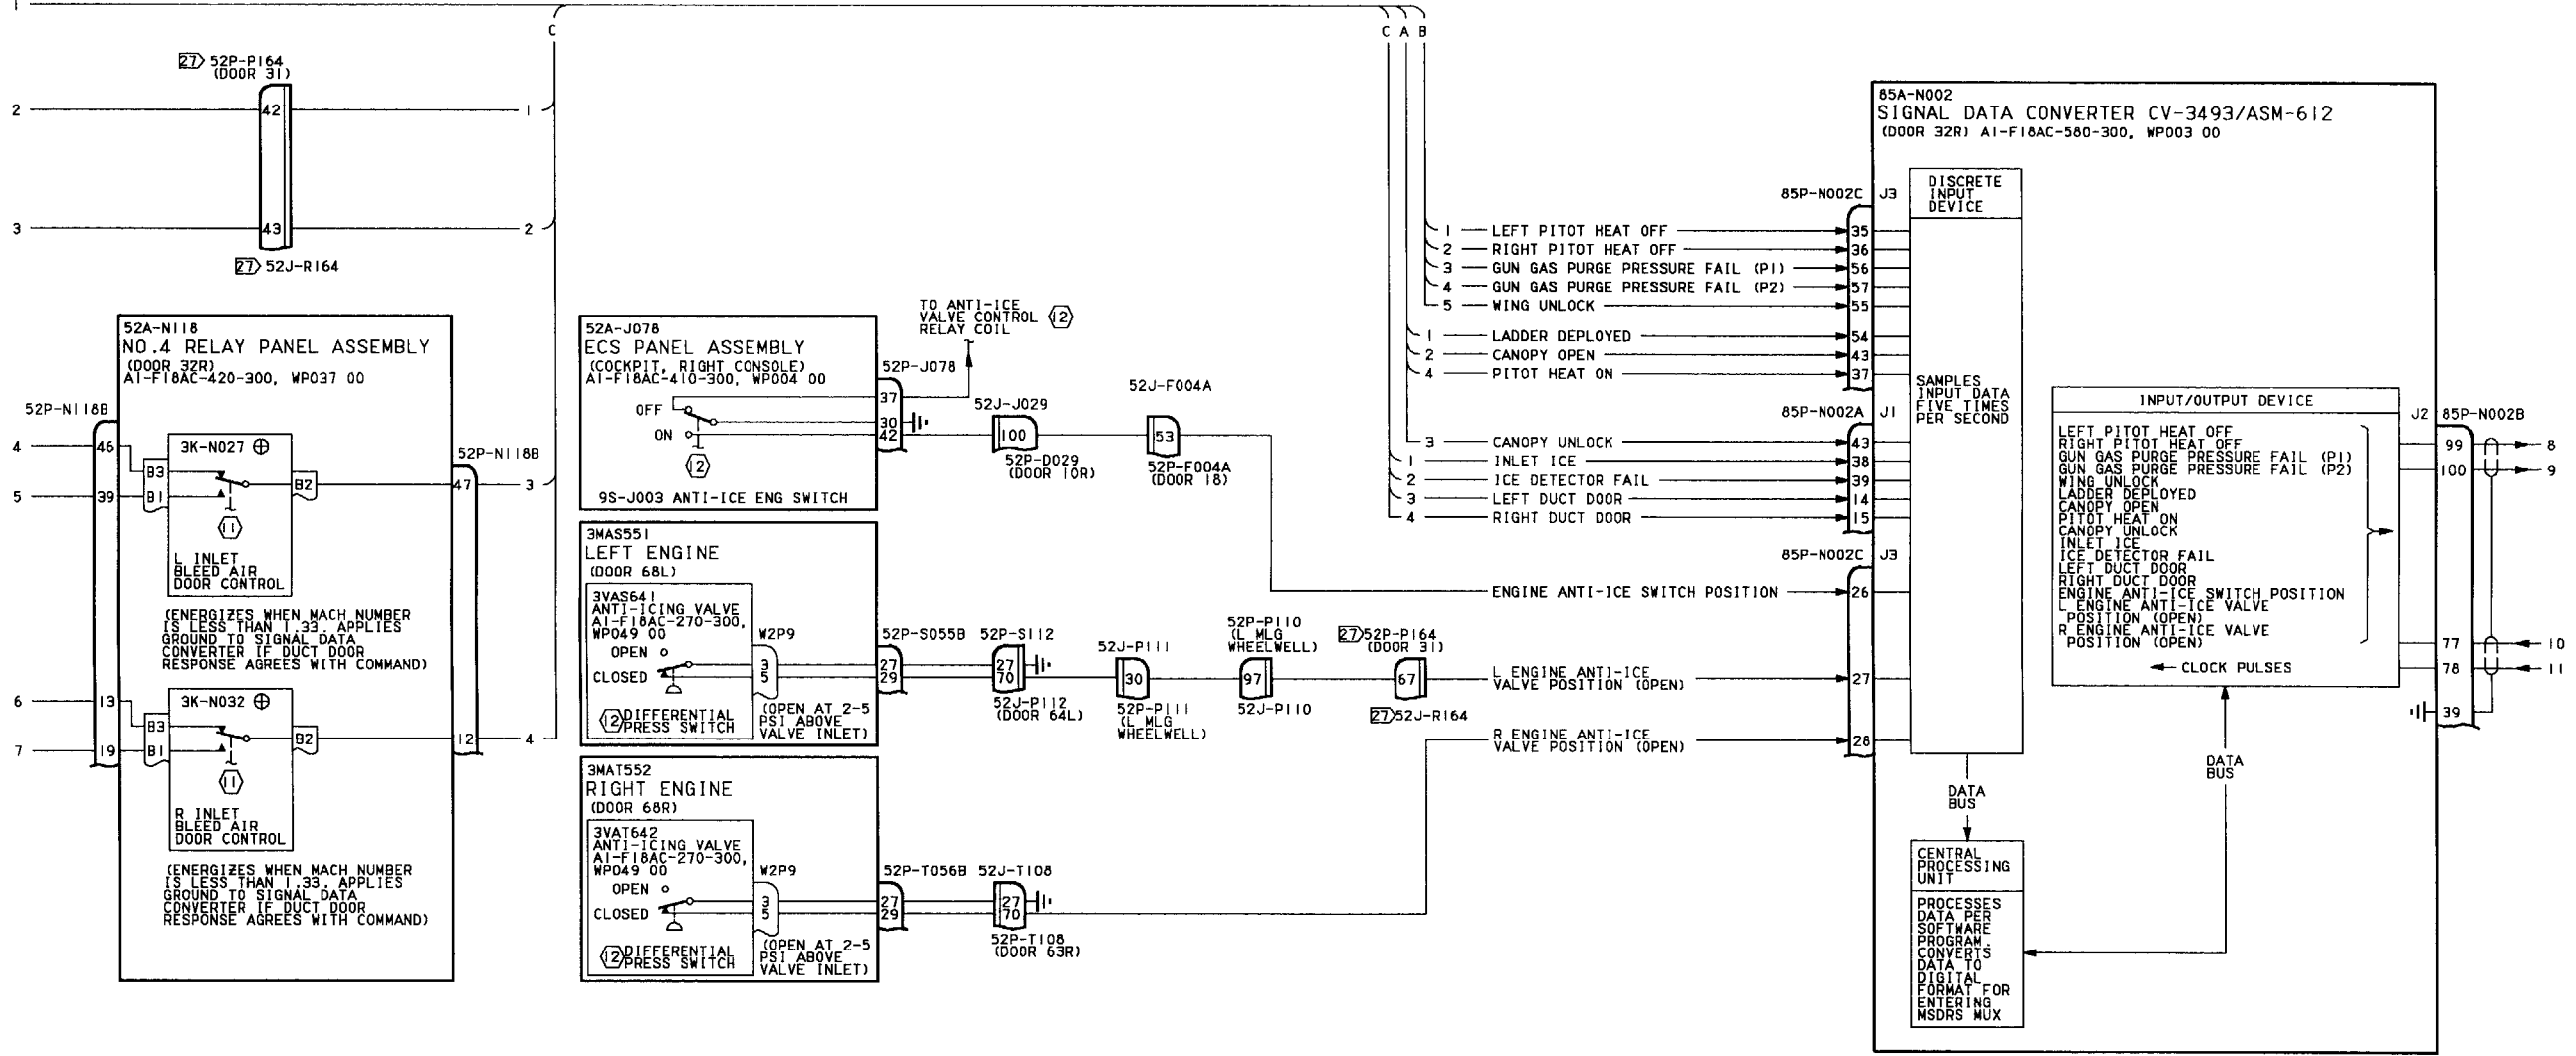 1
C
C A B
27 52P-P164
(DOOR 31)
2
42
1
3
43
2
27 52J-R164
52A-N118
NO.4 RELAY PANEL ASSEMBLY
(DOOR 32R)
A1-F18AC-420-300, WP037 00
52P-N118B
4
46
5
39
3K-N027
B3
B1
B2
11
L INLET
BLEED AIR
DOOR CONTROL
52P-N118B
47
3
(ENERGIZES WHEN MACH NUMBER
IS LESS THAN 1.33. APPLIES
GROUND TO SIGNAL DATA
CONVERTER IF DUCT DOOR
RESPONSE AGREES WITH COMMAND)
6
13
7
19
3K-N032
B3
B1
B2
11
R INLET
BLEED AIR
DOOR CONTROL
12
4
(ENERGIZES WHEN MACH NUMBER
IS LESS THAN 1.33. APPLIES
GROUND TO SIGNAL DATA
CONVERTER IF DUCT DOOR
RESPONSE AGREES WITH COMMAND)
52A-J078
ECS PANEL ASSEMBLY
(COCKPIT, RIGHT CONSOLE)
A1-F18AC-410-300, WP004 00
OFF
ON
12
9S-J003 ANTI-ICE ENG SWITCH
52P-J078
37
30
42
TO ANTI-ICE
VALVE CONTROL 12
RELAY COIL
52J-J029
100
52P-D029
(DOOR 10R)
52J-F004A
53
52P-F004A
(DOOR 18)
3MAS551
LEFT ENGINE
(DOOR 68L)
3VAS641
ANTI-ICING VALVE
A1-F18AC-270-300,
WP049 00
OPEN
CLOSED
12 DIFFERENTIAL
PRESS SWITCH
W2P9
3
5
(OPEN AT 2-5
PSI ABOVE
VALVE INLET)
52P-S055B
27
29
52P-S112
27
70
52J-P112
(DOOR 64L)
52J-P111
30
52P-P111
(L MLG
WHEELWELL)
52P-P110
(L MLG
WHEELWELL)
97
52J-P110
27 52P-P164
(DOOR 31)
67
27 52J-R164
3MAT552
RIGHT ENGINE
(DOOR 68R)
3VAT642
ANTI-ICING VALVE
A1-F18AC-270-300,
WP049 00
OPEN
CLOSED
12 DIFFERENTIAL
PRESS SWITCH
W2P9
3
5
(OPEN AT 2-5
PSI ABOVE
VALVE INLET)
52P-T056B
27
29
52J-T108
27
70
52P-T108
(DOOR 63R)
85A-N002
SIGNAL DATA CONVERTER CV-3493/ASM-612
(DOOR 32R) A1-F18AC-580-300, WP003 00
85P-N002C J3
1 LEFT PITOT HEAT OFF 35
2 RIGHT PITOT HEAT OFF 36
3 GUN GAS PURGE PRESSURE FAIL (P1) 56
4 GUN GAS PURGE PRESSURE FAIL (P2) 57
5 WING UNLOCK 55
1 LADDER DEPLOYED 54
2 CANOPY OPEN 43
4 PITOT HEAT ON 37
85P-N002A J1
3 CANOPY UNLOCK 43
1 INLET ICE 38
2 ICE DETECTOR FAIL 39
3 LEFT DUCT DOOR 14
4 RIGHT DUCT DOOR 15
85P-N002C J3
ENGINE ANTI-ICE SWITCH POSITION 26
L ENGINE ANTI-ICE
VALVE POSITION (OPEN) 27
R ENGINE ANTI-ICE
VALVE POSITION (OPEN) 28
DISCRETE
INPUT
DEVICE
SAMPLES
INPUT DATA
FIVE TIMES
PER SECOND
DATA
BUS
CENTRAL
PROCESSING
UNIT
PROCESSES
DATA PER
SOFTWARE
PROGRAM.
CONVERTS
DATA TO
DIGITAL
FORMAT FOR
ENTERING
MSDRS MUX
INPUT/OUTPUT DEVICE
LEFT PITOT HEAT OFF
RIGHT PITOT HEAT OFF
GUN GAS PURGE PRESSURE FAIL (P1)
GUN GAS PURGE PRESSURE FAIL (P2)
WING UNLOCK
LADDER DEPLOYED
CANOPY OPEN
PITOT HEAT ON
CANOPY UNLOCK
INLET ICE
ICE DETECTOR FAIL
LEFT DUCT DOOR
RIGHT DUCT DOOR
ENGINE ANTI-ICE SWITCH POSITION
L ENGINE ANTI-ICE VALVE
POSITION (OPEN)
R ENGINE ANTI-ICE VALVE
POSITION (OPEN)
CLOCK PULSES
DATA
BUS
J2 85P-N002B
99 8
100 9
77 10
78 11
39